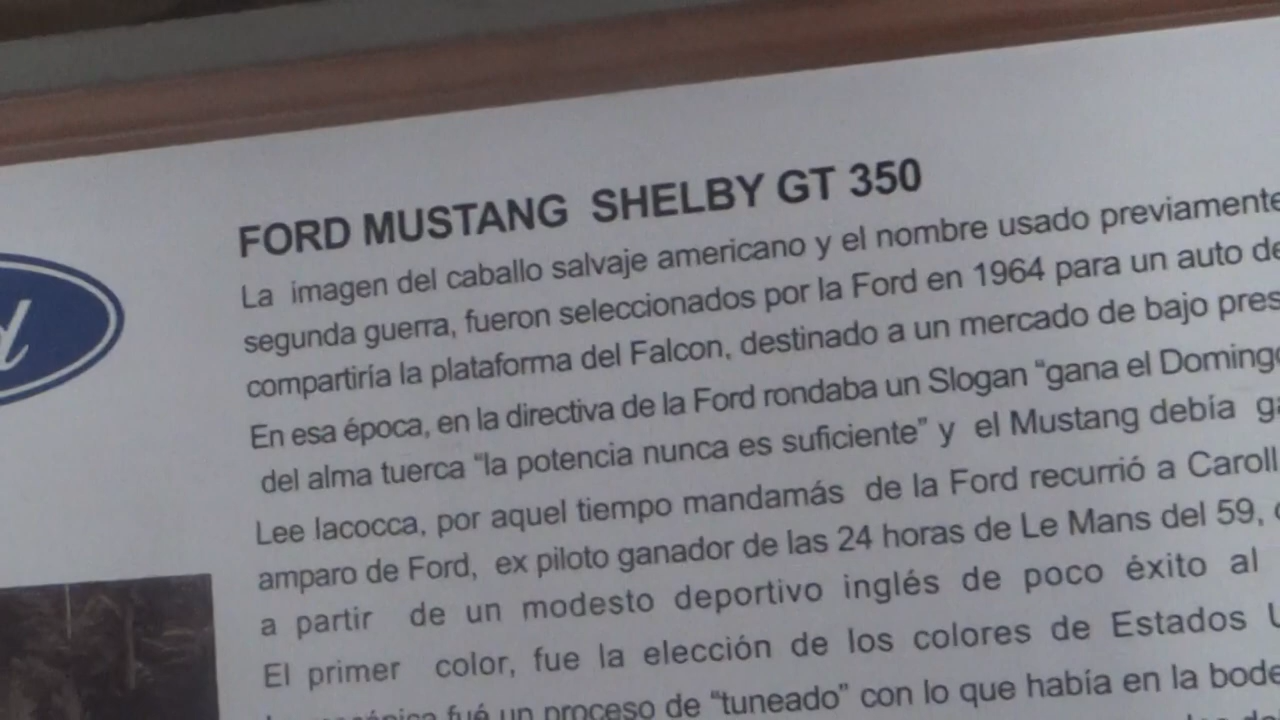 FORD MUSTANG SHELBY GT 350
La imagen del caballo salvaje americano y el nombre usado previamente
segunda guerra, fueron seleccionados por la Ford en 1964 para un auto de
compartiría la plataforma del Falcon, destinado a un mercado de bajo pres
En esa época, en la directiva de la Ford rondaba un Slogan “gana el Domingo
del alma tuerca “la potencia nunca es suficiente” y el Mustang debía ga
Lee Iacocca, por aquel tiempo mandamás de la Ford recurrió a Caroll
amparo de Ford, ex piloto ganador de las 24 horas de Le Mans del 59,
a partir de un modesto deportivo inglés de poco éxito al
El primer color, fue la elección de los colores de Estados U
fué un proceso de “tuneado” con lo que había en la bode